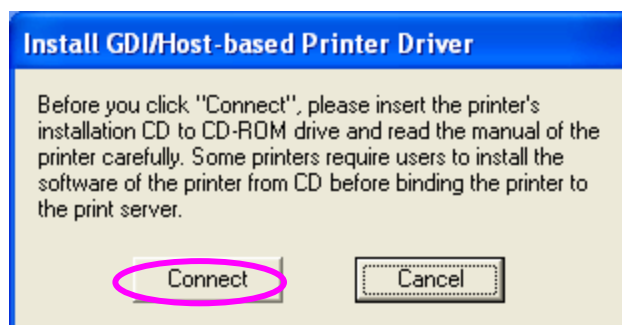 Install GDI/Host-based Printer Driver
Before you click "Connect", please insert the printer's
installation CD to CD-ROM drive and read the manual of the
printer carefully. Some printers require users to install the
software of the printer from CD before binding the printer to
the print server.
Connect Cancel